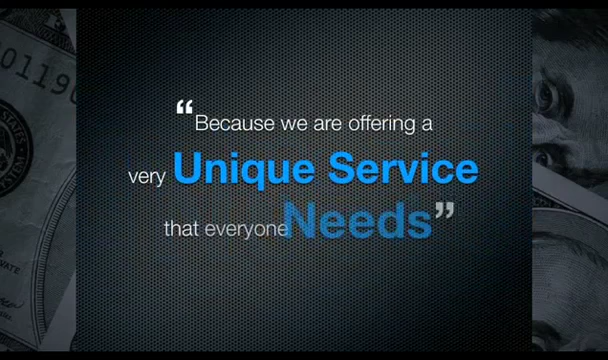 “Because we are offering a
very Unique Service
that everyone Needs”